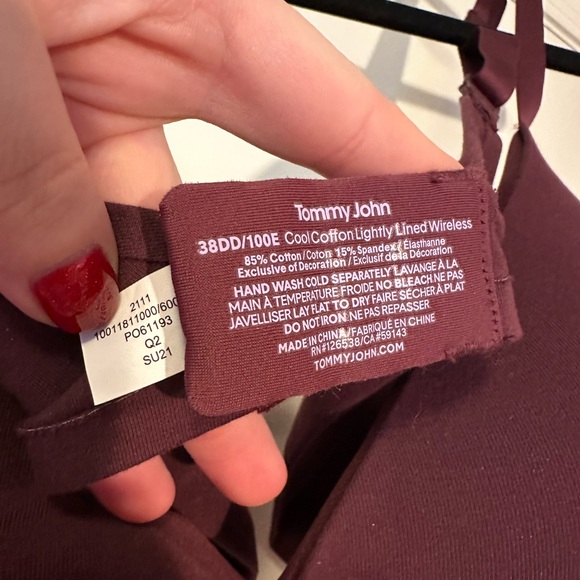 Tommy John
38DD/100E Cool Cotton Lightly Lined Wireless
85% Cotton/Coton 15% Spandex/Élasthanne
Exclusive of Decoration/Exclusif de la Décoration
HAND WASH COLD SEPARATELY LAVANGE À LA
MAIN À TEMPERATURE FROIDE NO BLEACH NE PAS
JAVELLISER LAY FLAT TO DRY FAIRE SÉCHER À PLAT
DO NOT IRON NE PAS REPASSER
MADE IN CHINA/FABRIQUÉ EN CHINE
RN#126538/CA#59143
TOMMYJOHN.COM
2111
10011811000/600
PO61193
Q2
SU21